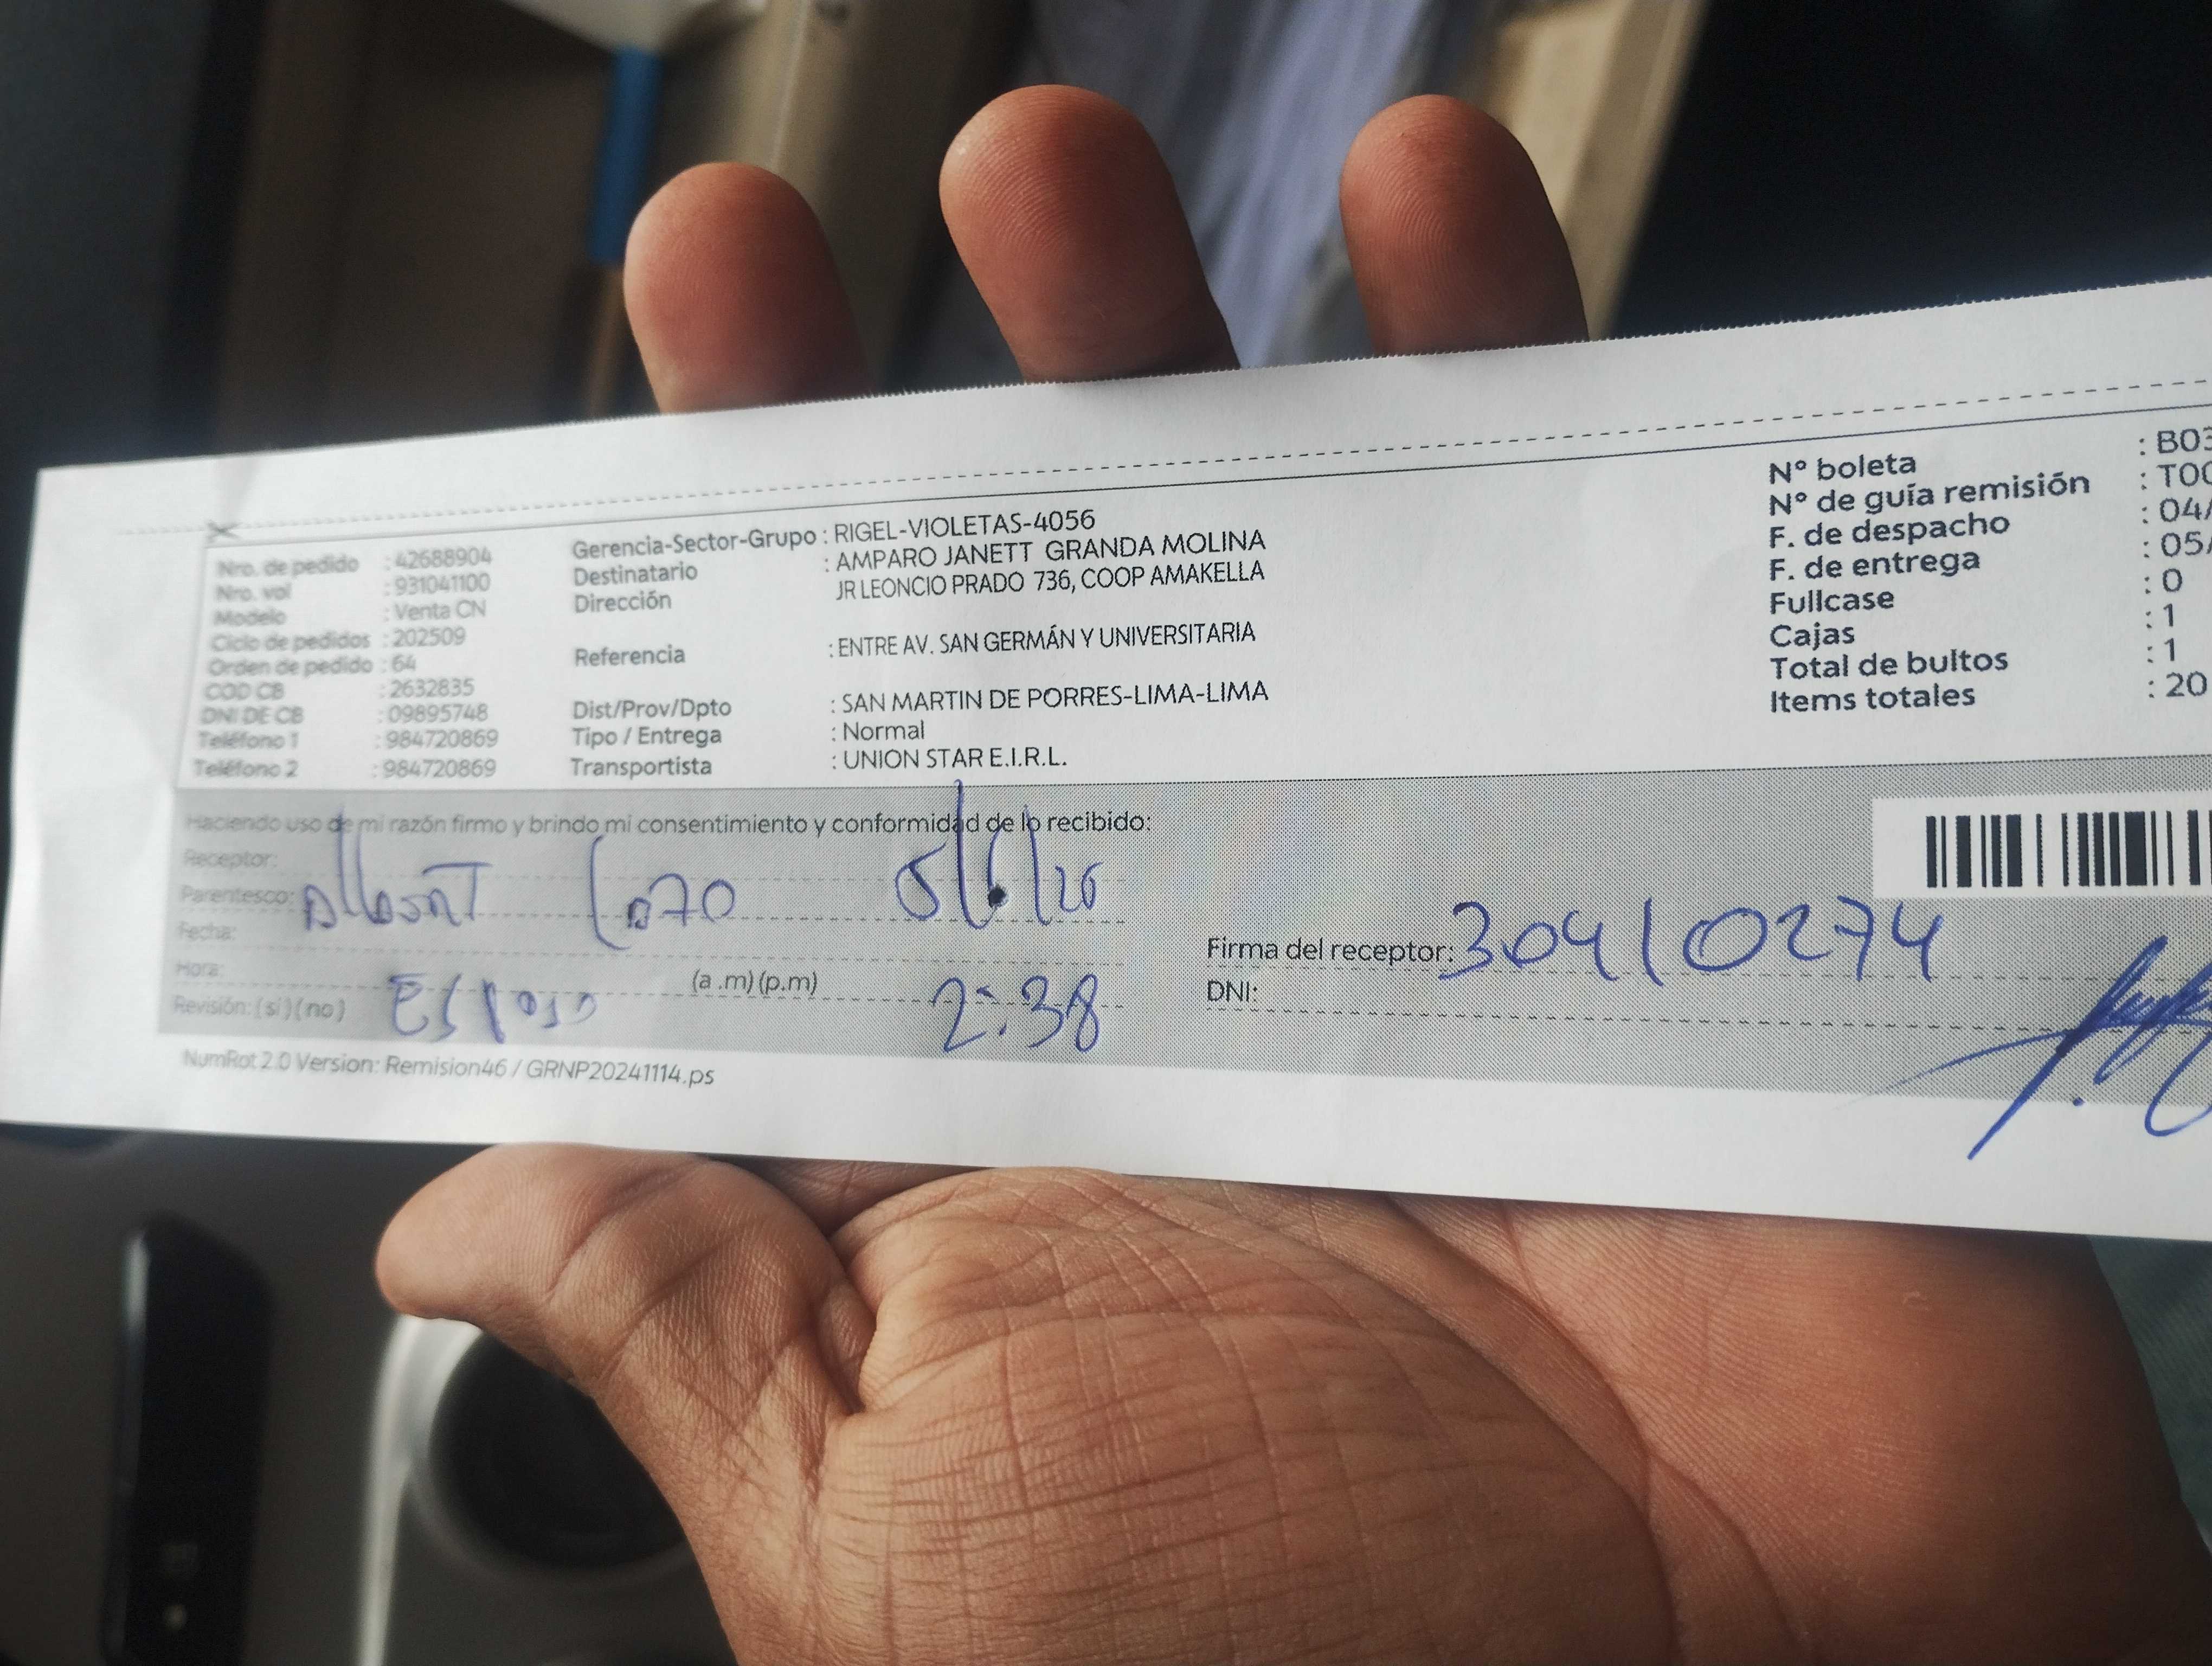 Nro. de pedido : 42688904
Nro. vol : 931041100
Modelo : Venta CN
Ciclo de pedidos : 202509
Orden de pedido : 64
COD CB : 2632835
DNI DE CB : 09895748
Teléfono 1 : 984720869
Teléfono 2 : 984720869
Gerencia-Sector-Grupo : RIGEL-VIOLETAS-4056
Destinatario : AMPARO JANETT GRANDA MOLINA
Dirección JR LEONCIO PRADO 736, COOP AMAKELLA
Referencia : ENTRE AV. SAN GERMÁN Y UNIVERSITARIA
Dist/Prov/Dpto : SAN MARTIN DE PORRES-LIMA-LIMA
Tipo / Entrega : Normal
Transportista : UNION STAR E.I.R.L.
N° boleta : B03
N° de guía remisión : T00
F. de despacho : 04/
F. de entrega : 05/
Fullcase : 0
Cajas : 1
Total de bultos : 1
Items totales : 20
Haciendo uso de mi razón firmo y brindo mi consentimiento y conformidad de lo recibido:
Receptor:
Parentesco:
Fecha:
Hora: (a .m) (p.m) 2:38
Revisión: (si) (no) Esposo
Firma del receptor: 30410274
DNI:
NumRot 2.0 Version: Remision46 / GRNP20241114.ps